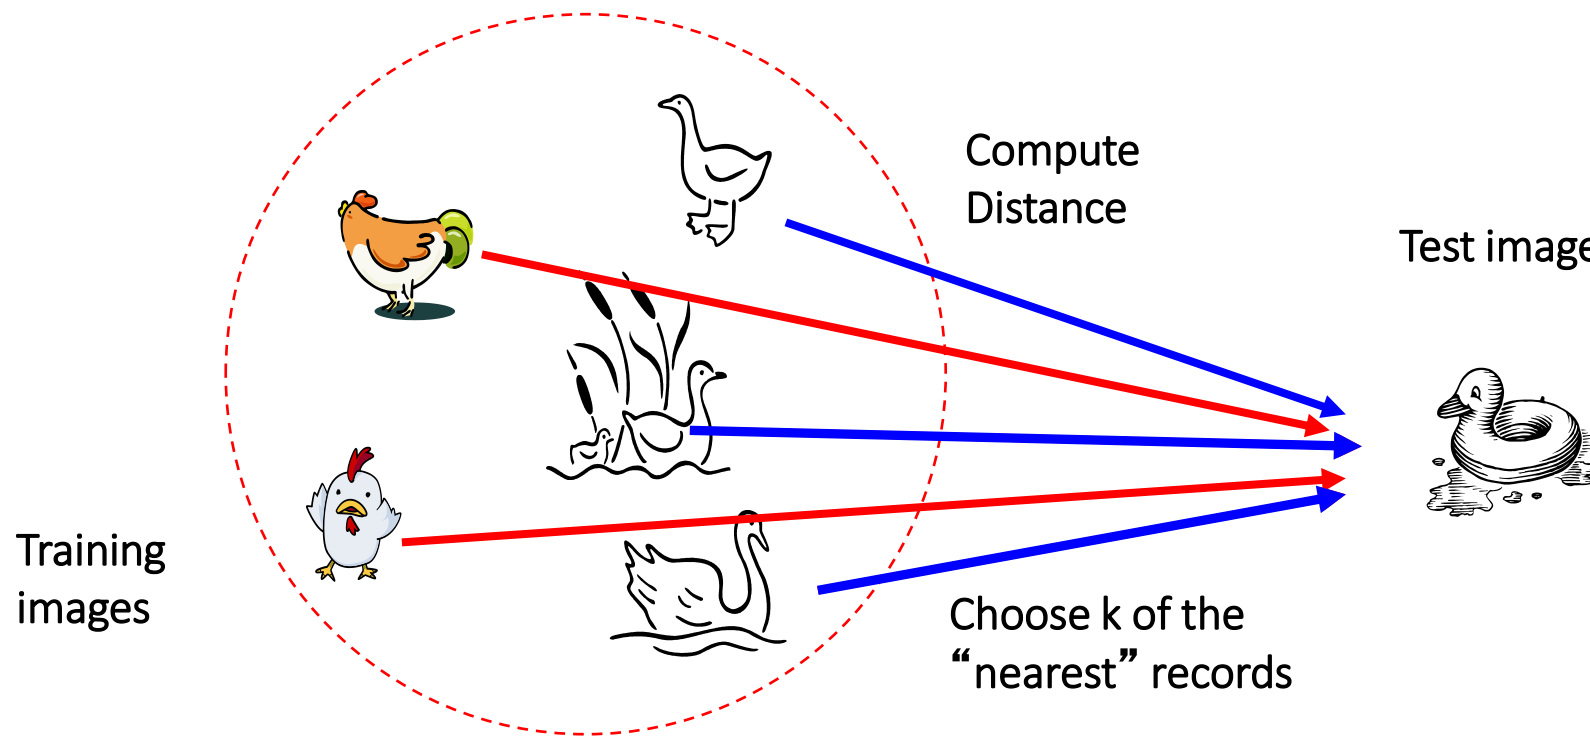 Compute
Distance
Test image
Training
images
Choose k of the
“nearest” records